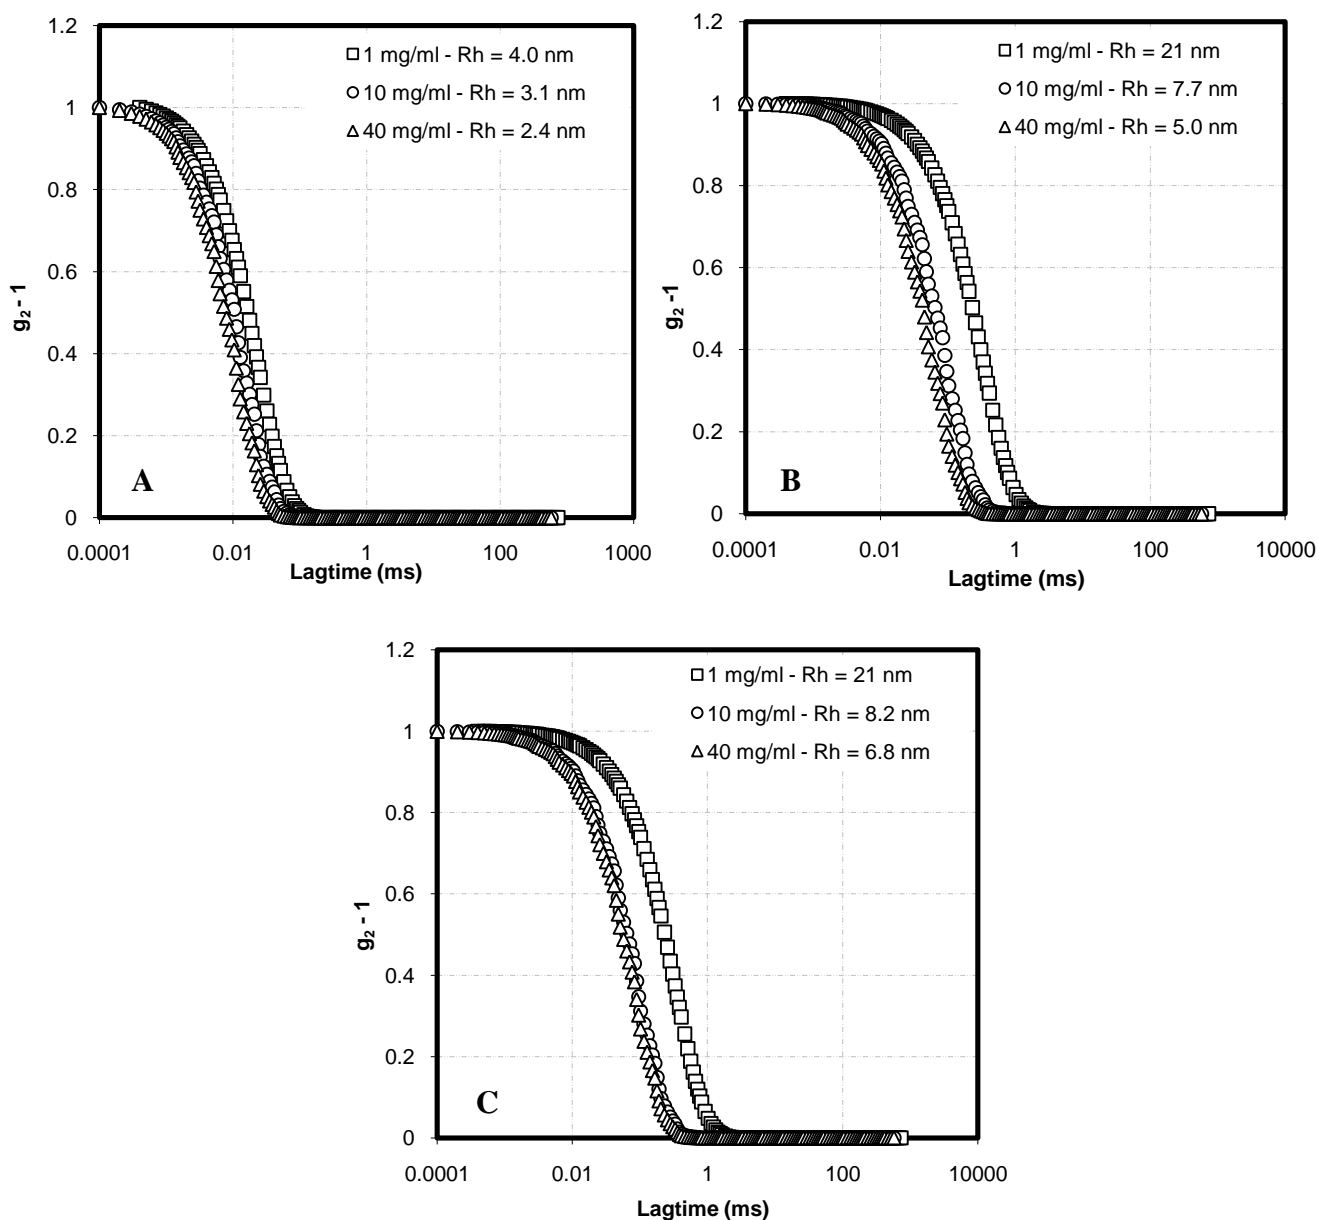 1.2
1
0.8
0.6
0.4
0.2
0
g₂ - 1
1 mg/ml - Rh = 4.0 nm
10 mg/ml - Rh = 3.1 nm
40 mg/ml - Rh = 2.4 nm
A
0.0001 0.01 1 100 1000
Lagtime (ms)
1.2
1
0.8
0.6
0.4
0.2
0
g₂ -1
1 mg/ml - Rh = 21 nm
10 mg/ml - Rh = 7.7 nm
40 mg/ml - Rh = 5.0 nm
B
0.0001 0.01 1 100 10000
Lagtime (ms)
1.2
1
0.8
0.6
0.4
0.2
0
g₂ - 1
1 mg/ml - Rh = 21 nm
10 mg/ml - Rh = 8.2 nm
40 mg/ml - Rh = 6.8 nm
C
0.0001 0.01 1 100 10000
Lagtime (ms)